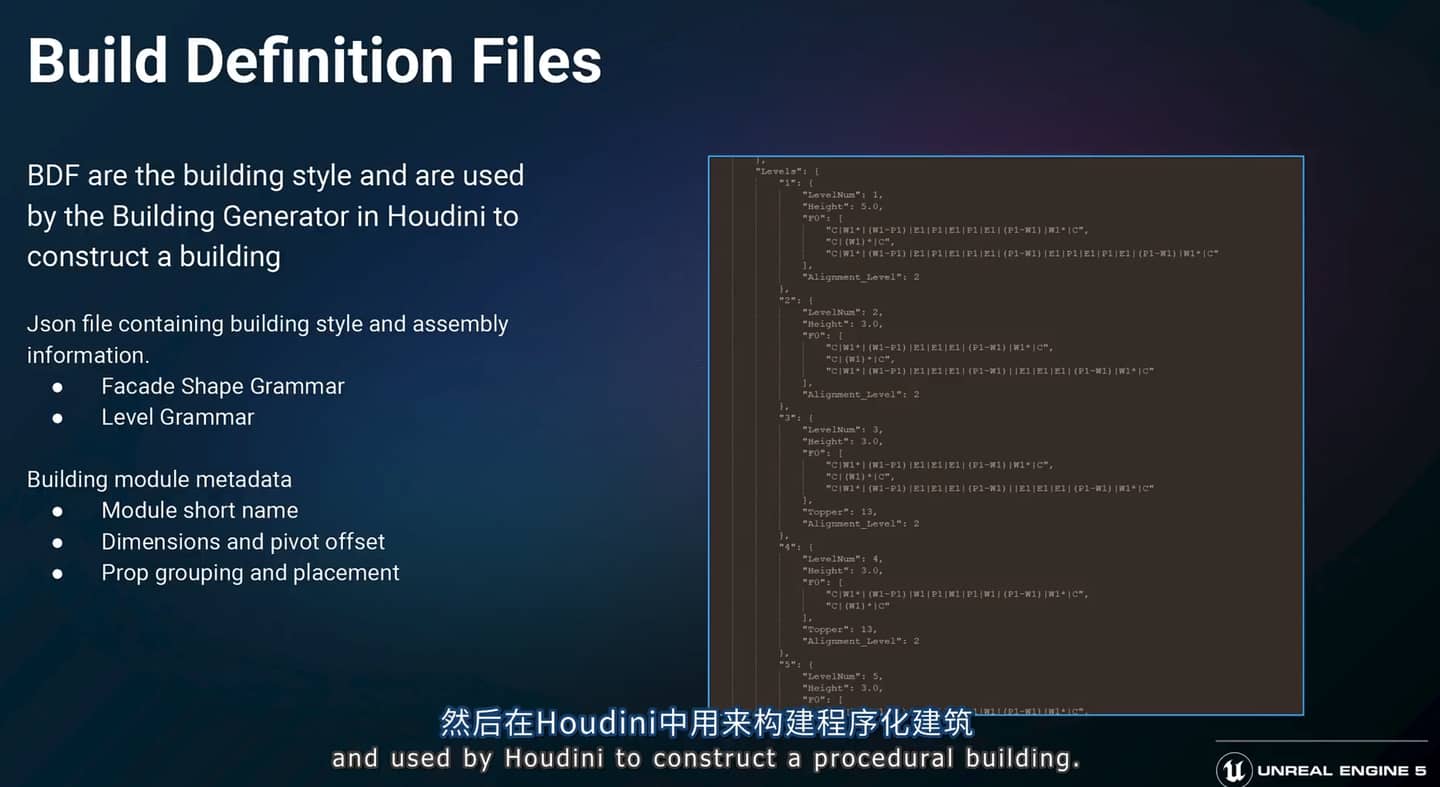 Build Definition Files
BDF are the building style and are used
by the Building Generator in Houdini to
construct a building
Json file containing building style and assembly
information.
● Facade Shape Grammar
● Level Grammar
Building module metadata
● Module short name
● Dimensions and pivot offset
● Prop grouping and placement
},
"Levels": {
"1": {
"LevelNum": 1,
"Height": 5.0,
"F0": [
"C|W1*|(W1-P1)|E1|P1|E1|P1|E1|(P1-W1)|W1*|C",
"C|(W1)*|C",
"C|W1*|(W1-P1)|E1|P1|E1|P1|E1|(P1-W1)|E1|P1|E1|P1|E1|(P1-W1)|W1*|C"
],
"Alignment_Level": 2
},
"2": {
"LevelNum": 2,
"Height": 3.0,
"F0": [
"C|W1*|(W1-P1)|E1|E1|E1|(P1-W1)|W1*|C",
"C|(W1)*|C",
"C|W1*|(W1-P1)|E1|E1|E1|(P1-W1)||E1|E1|E1|(P1-W1)|W1*|C"
],
"Alignment_Level": 2
},
"3": {
"LevelNum": 3,
"Height": 3.0,
"F0": [
"C|W1*|(W1-P1)|E1|E1|E1|(P1-W1)|W1*|C",
"C|(W1)*|C",
"C|W1*|(W1-P1)|E1|E1|E1|(P1-W1)||E1|E1|E1|(P1-W1)|W1*|C"
],
"Topper": 13,
"Alignment_Level": 2
},
"4": {
"LevelNum": 4,
"Height": 3.0,
"F0": [
"C|W1*|(W1-P1)|W1|P1|W1|P1|W1|(P1-W1)|W1*|C",
"C|(W1)*|C"
],
"Topper": 13,
"Alignment_Level": 2
},
"5": {
"LevelNum": 5,
"Height": 3.0,
"F0": [
然后在Houdini中用来构建程序化建筑
and used by Houdini to construct a procedural building.
UNREAL ENGINE 5